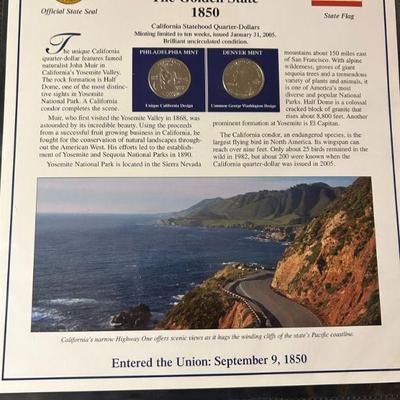 The Golden State
1850
Official State Seal
State Flag
California Statehood Quarter-Dollars
Minting limited to ten weeks, issued January 31, 2005.
Brilliant uncirculated condition.
PHILADELPHIA MINT
DENVER MINT
Unique California Design
Common George Washington Design
The unique California
quarter-dollar features famed
naturalist John Muir in
California's Yosemite Valley.
The rock formation is Half
Dome, one of the most distinct-
ive sights in Yosemite
National Park. A California
condor completes the scene.
Muir, who first visited the Yosemite Valley in 1868, was
astounded by its incredible beauty. Using the proceeds
from a successful fruit growing business in California, he
fought for the conservation of natural landscapes through-
out the American West. His efforts led to the establish-
ment of Yosemite and Sequoia National Parks in 1890.
Yosemite National Park is located in the Sierra Nevada
mountains about 150 miles east
of San Francisco. With alpine
wilderness, groves of giant
sequoia trees and a tremendous
variety of plants and animals, it
is one of America's most
diverse and popular National
Parks. Half Dome is a colossal
cracked block of granite that
rises about 8,800 feet. Another
prominent formation at Yosemite is El Capitan.
The California condor, an endangered species, is the
largest flying bird in North America. Its wingspan can
reach over nine feet. Only about 25 birds remained in the
wild in 1982, but about 200 were known when the
California quarter-dollar was issued in 2005.
California's narrow Highway One offers scenic views as it hugs the winding cliffs of the state's Pacific coastline.
Entered the Union: September 9, 1850